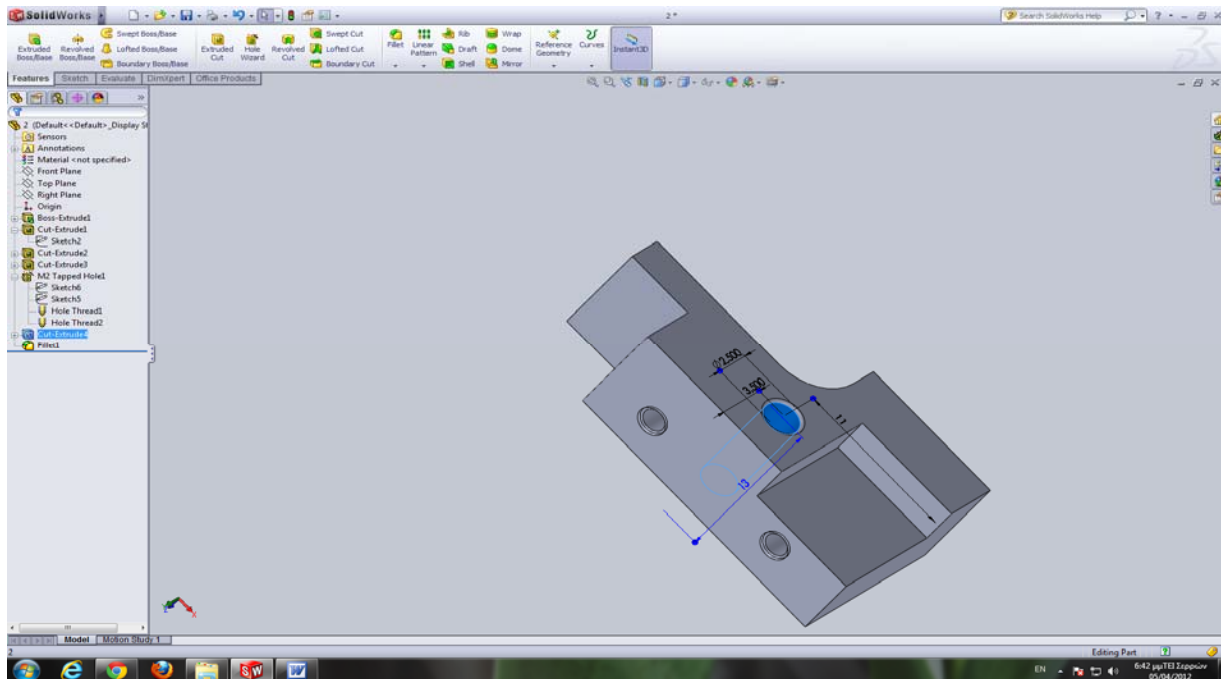 SolidWorks
2 *
Search SolidWorks Help
Extruded Boss/Base
Revolved Boss/Base
Swept Boss/Base
Lofted Boss/Base
Boundary Boss/Base
Extruded Cut
Hole Wizard
Revolved Cut
Swept Cut
Lofted Cut
Boundary Cut
Fillet
Linear Pattern
Rib
Draft
Shell
Wrap
Dome
Mirror
Reference Geometry
Curves
Instant3D
Features Sketch Evaluate DimXpert Office Products
2 (Default<<Default>_Display St
Sensors
Annotations
Material <not specified>
Front Plane
Top Plane
Right Plane
Origin
Boss-Extrude1
Cut-Extrude1
Sketch2
Cut-Extrude2
Cut-Extrude3
M2 Tapped Hole1
Sketch6
Sketch5
Hole Thread1
Hole Thread2
Cut-Extrude4
Fillet1
∅2.500
3.500
11
13
Model Motion Study 1
2
Editing Part
EN
6:42 μμ ΤΕΙ Σερρών
05/04/2012